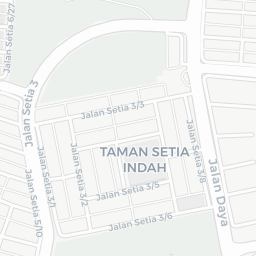 Jalan Setia 6/27
Jalan Setia 3
Jalan Setia 3/3
TAMAN SETIA
INDAH
Jalan Setia 3/8
Jalan Daya
Jalan Setia 3/1
Jalan Setia 3/2
Jalan Setia 3/5
Jalan Setia 3/6
Jalan Setia 5/